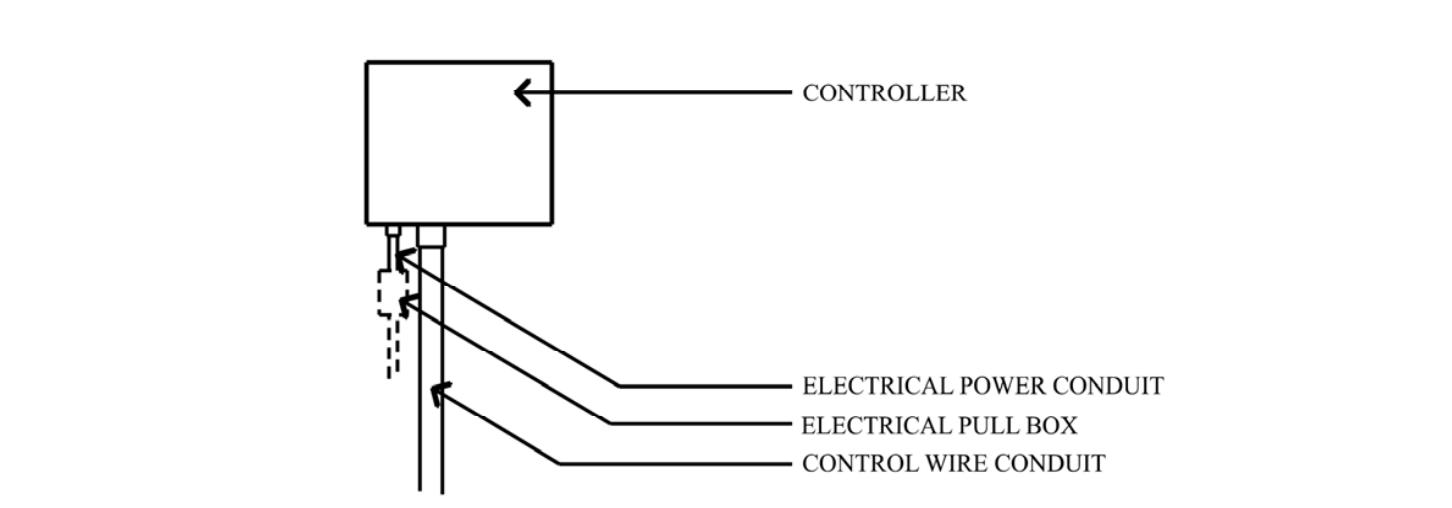 CONTROLLER
ELECTRICAL POWER CONDUIT
ELECTRICAL PULL BOX
CONTROL WIRE CONDUIT